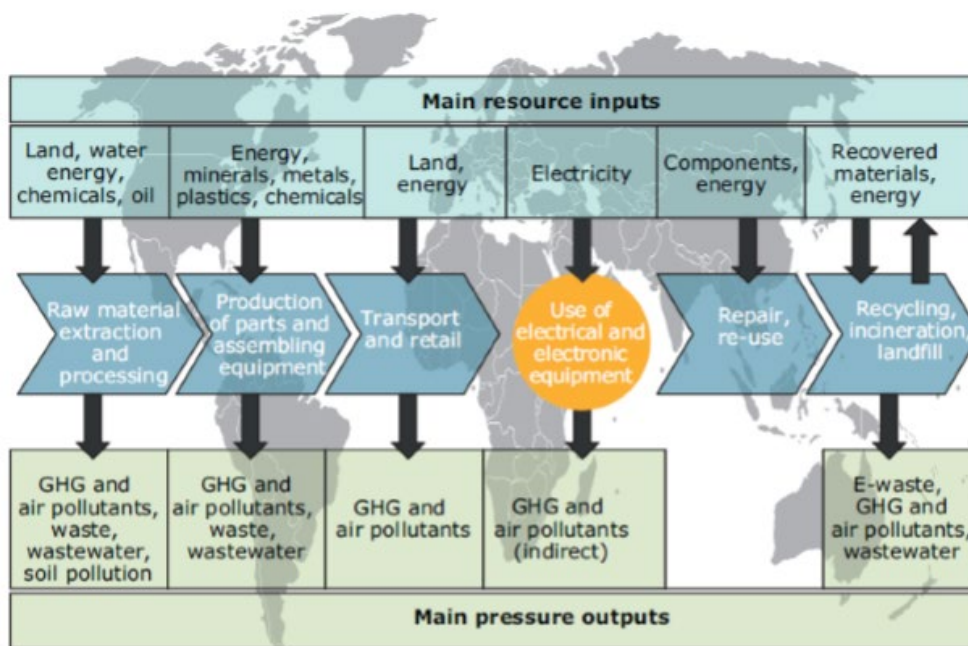 Main resource inputs
Land, water
energy,
chemicals, oil
Energy,
minerals, metals,
plastics, chemicals
Land,
energy
Electricity
Components,
energy
Recovered
materials,
energy
Raw material
extraction
and
processing
Production
of parts and
assembling
equipment
Transport
and retail
Use of
electrical and
electronic
equipment
Repair,
re-use
Recycling,
incineration,
landfill
GHG and
air pollutants,
waste,
wastewater,
soil pollution
GHG and
air pollutants,
waste,
wastewater
GHG and
air pollutants
GHG and
air pollutants
(indirect)
E-waste,
GHG and
air pollutants,
wastewater
Main pressure outputs